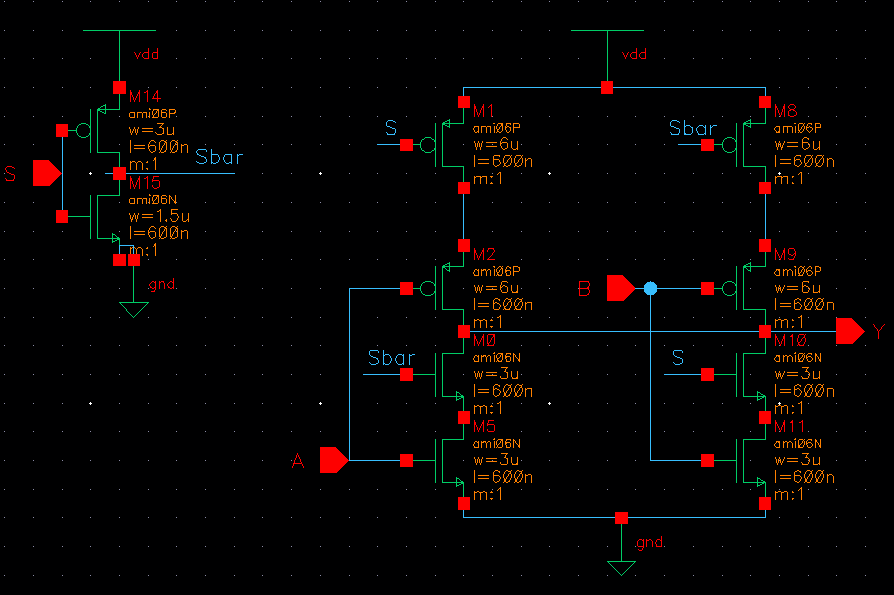 vdd
M14
ami06P
w=3u
l=600n
m:1
S
Sbar
M15
ami06N
w=1.5u
l=600n
m:1
gnd
vdd
S
M1
ami06P
w=6u
l=600n
m:1
Sbar
M8
ami06P
w=6u
l=600n
m:1
M2
ami06P
w=6u
l=600n
m:1
B
M9
ami06P
w=6u
l=600n
m:1
Y
Sbar
M0
ami06N
w=3u
l=600n
m:1
S
M10
ami06N
w=3u
l=600n
m:1
A
M5
ami06N
w=3u
l=600n
m:1
M11
ami06N
w=3u
l=600n
m:1
gnd